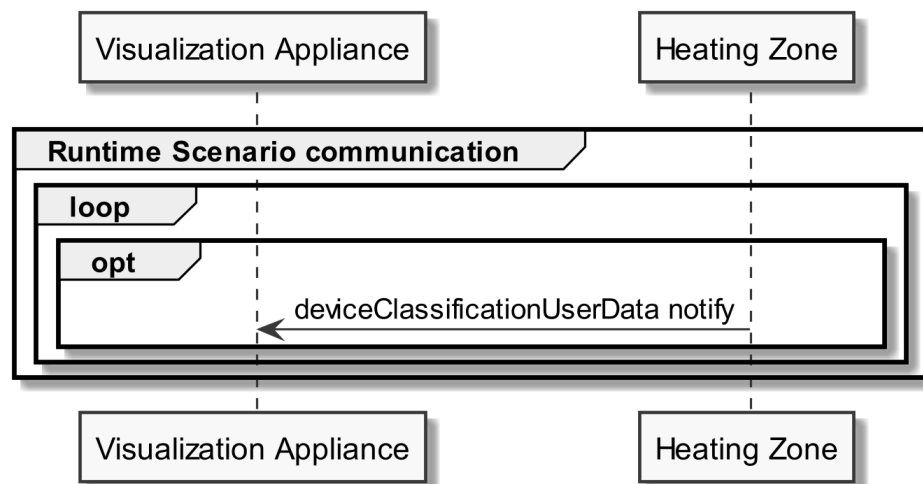 Visualization Appliance
Heating Zone
Runtime Scenario communication
loop
opt
deviceClassificationUserData notify
Visualization Appliance
Heating Zone